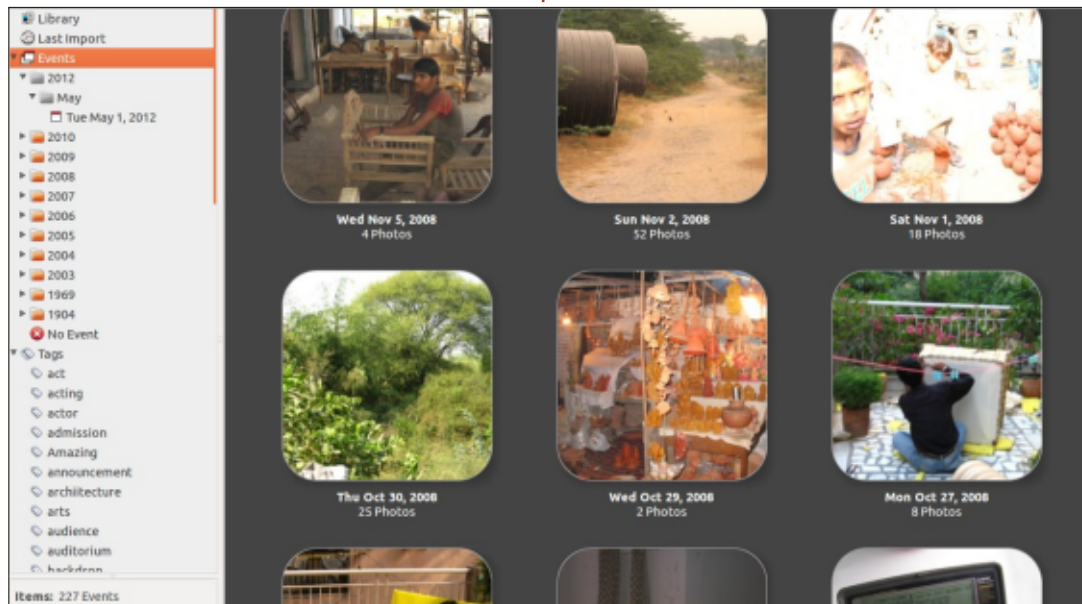 Library
Last Import
Events
2012
May
Tue May 1, 2012
2010
2009
2008
2007
2006
2005
2004
2003
1969
1904
No Event
Tags
act
acting
actor
admission
Amazing
announcement
archiitecture
arts
audience
auditorium
backdrop
Items: 227 Events
Wed Nov 5, 2008
4 Photos
Sun Nov 2, 2008
52 Photos
Sat Nov 1, 2008
18 Photos
Thu Oct 30, 2008
25 Photos
Wed Oct 29, 2008
2 Photos
Mon Oct 27, 2008
8 Photos